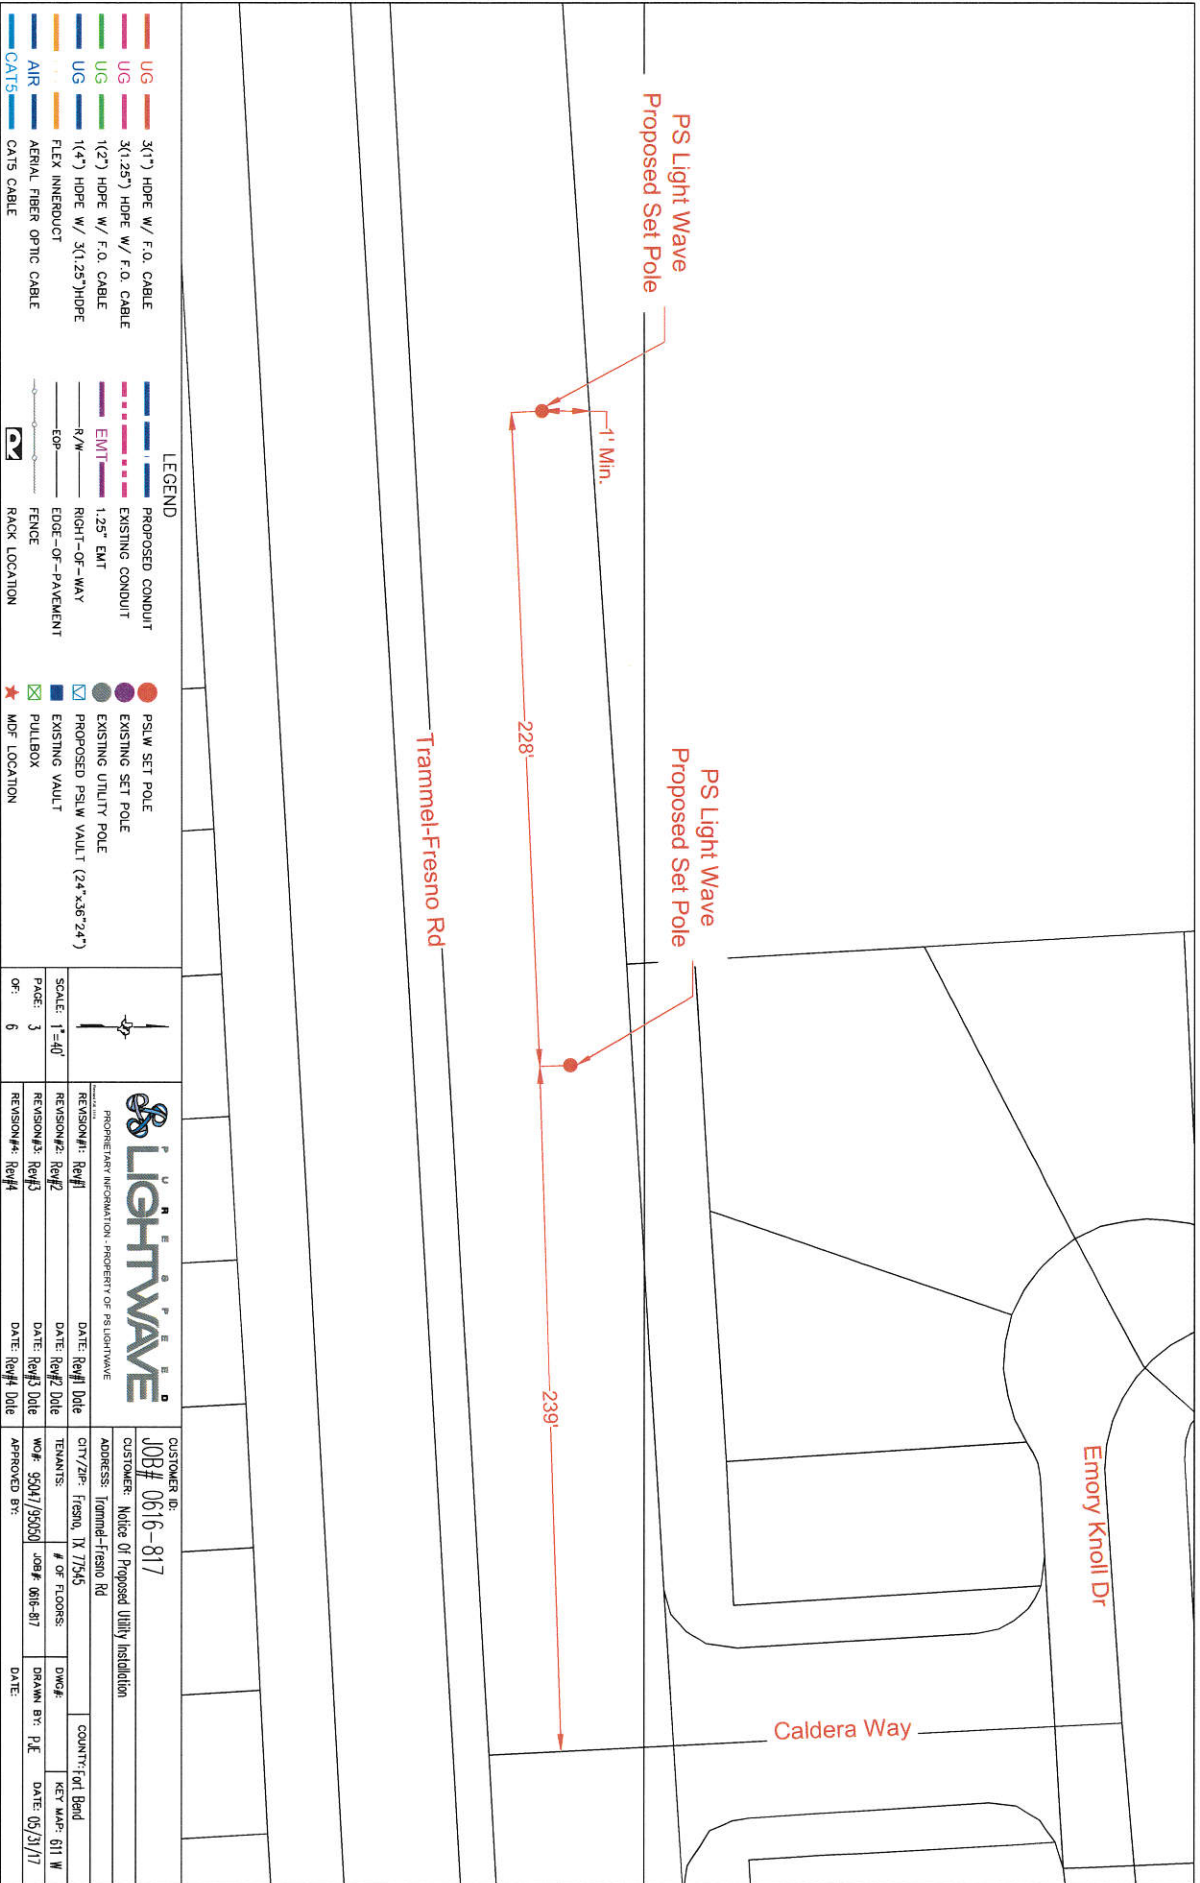 PS Light Wave
Proposed Set Pole
1' Min.
PS Light Wave
Proposed Set Pole
228'
239'
Trammel-Fresno Rd
Emory Knoll Dr
Caldera Way
LEGEND
UG 3(1") HDPE W/ F.O. CABLE
UG 3(1.25") HDPE W/ F.O. CABLE
UG 1(2") HDPE W/ F.O. CABLE
UG 1(4") HDPE W/ 3(1.25")HDPE
FLEX INNERDUCT
AIR AERIAL FIBER OPTIC CABLE
CAT5 CAT5 CABLE
PROPOSED CONDUIT
EXISTING CONDUIT
EMT 1.25" EMT
R/W RIGHT-OF-WAY
EOP EDGE-OF-PAVEMENT
FENCE
RACK LOCATION
PSLW SET POLE
EXISTING SET POLE
EXISTING UTILITY POLE
PROPOSED PSLW VAULT (24"x36"24")
EXISTING VAULT
PULLBOX
MDF LOCATION
SCALE: 1"=40'
PAGE: 3
OF: 6
PURESPEED
LIGHTWAVE
PROPRIETARY INFORMATION - PROPERTY OF PS LIGHTWAVE
REVISION#1: Rev#1 DATE: Rev#1 Date
REVISION#2: Rev#2 DATE: Rev#2 Date
REVISION#3: Rev#3 DATE: Rev#3 Date
REVISION#4: Rev#4 DATE: Rev#4 Date
CUSTOMER ID:
JOB# 0616-817
CUSTOMER: Notice Of Proposed Utility Installation
ADDRESS: Trammel-Fresno Rd
CITY/ZIP: Fresno, TX 77545 COUNTY: Fort Bend
TENANTS: # OF FLOORS: DWG#: KEY MAP: 611 W
WO#: 95047/95050 JOB#: 0616-817 DRAWN BY: PJE DATE: 05/31/17
APPROVED BY: DATE: